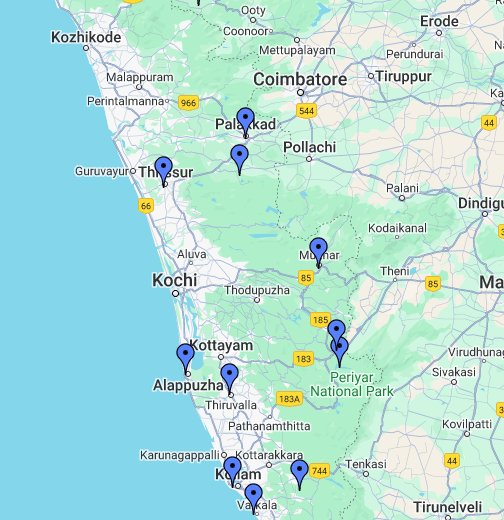 Ooty
Erode
Kozhikode
Coonoor
Mettupalayam
Perundurai
Malappuram
Coimbatore
Tiruppur
Perintalmanna
966
544
Palakkad
44
Pollachi
Guruvayur
Thrissur
Palani
66
Dindig
Kodaikanal
Aluva
Munnar
Kochi
85
Theni
85
Ma
Thodupuzha
185
Kottayam
183
Virudhuna
Alappuzha
Periyar
National Park
Sivakasi
183A
Thiruvalla
Pathanamthitta
Kovilpatti
Karunagappalli
Kottarakkara
44
Kollam
744
Tenkasi
Varkala
Tirunelveli